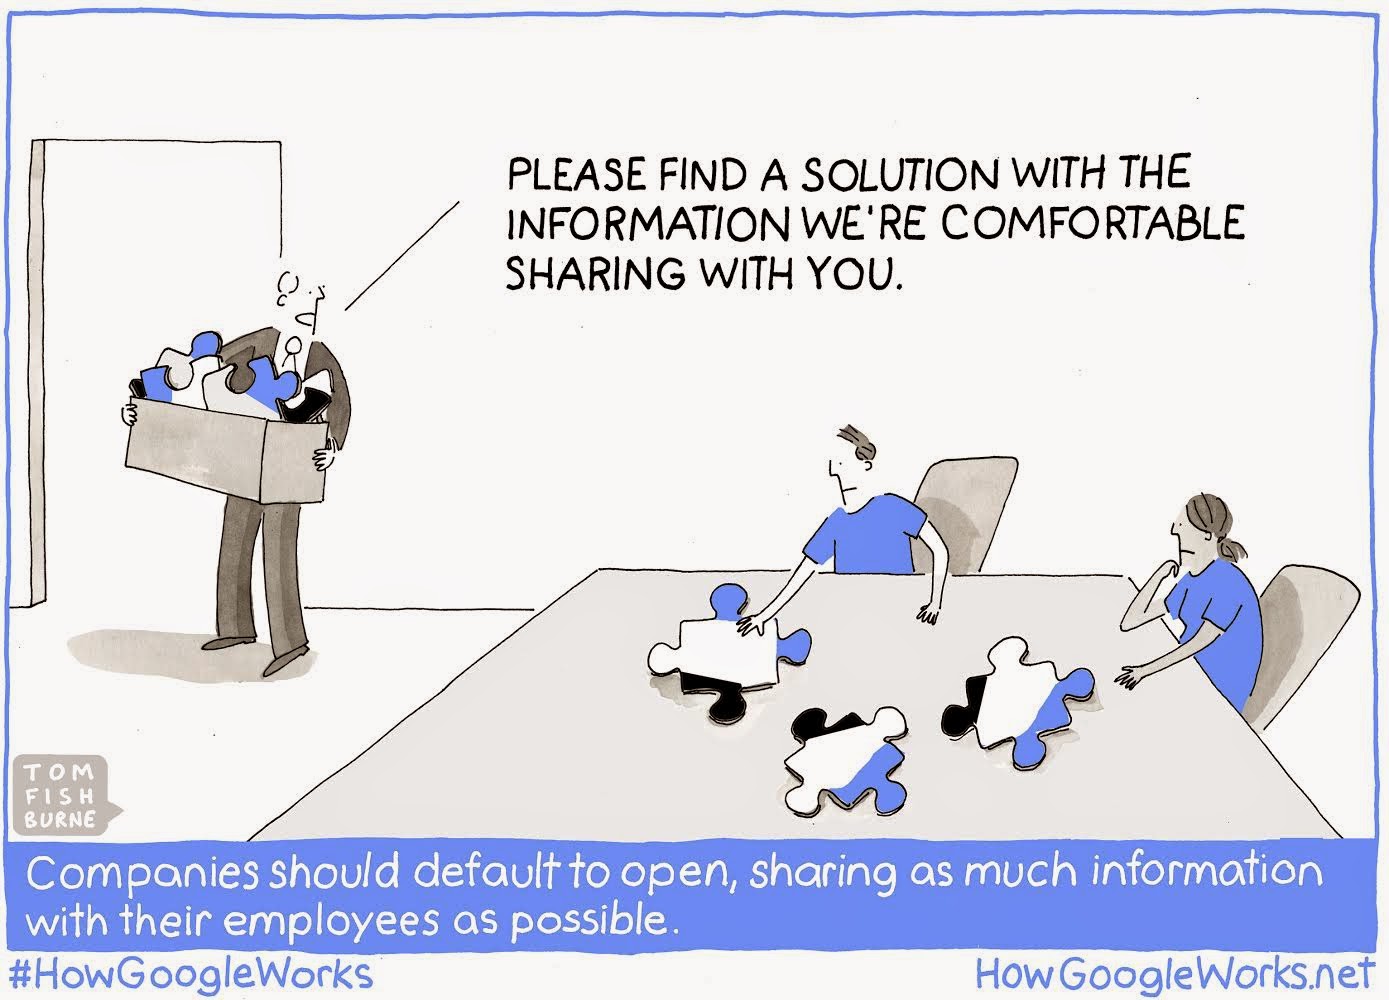 PLEASE FIND A SOLUTION WITH THE
INFORMATION WE'RE COMFORTABLE
SHARING WITH YOU.
TOM
FISH
BURNE
Companies should default to open, sharing as much information
with their employees as possible.
#HowGoogleWorks
HowGoogleWorks.net